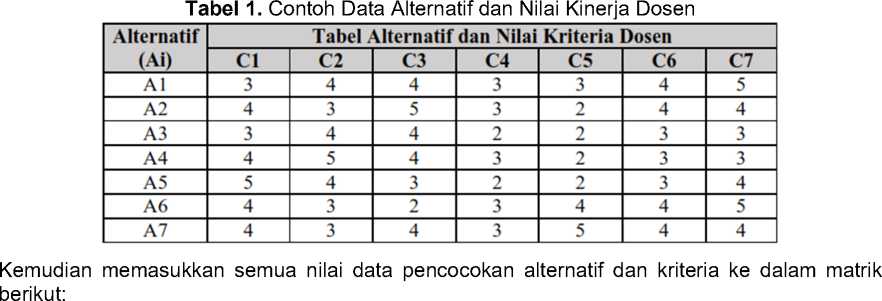 Tabel 1. Contoh Data Alternatif dan Nilai Kinerja Dosen
Alternatif Tabel Alternatif dan Nilai Kriteria Dosen
(Ai) C1 C2 C3 C4 C5 C6 C7
A1 3 4 4 3 3 4 5
A2 4 3 5 3 2 4 4
A3 3 4 4 2 2 3 3
A4 4 5 4 3 2 3 3
A5 5 4 3 2 2 3 4
A6 4 3 2 3 4 4 5
A7 4 3 4 3 5 4 4
Kemudian memasukkan semua nilai data pencocokan alternatif dan kriteria ke dalam matrik
berikut: